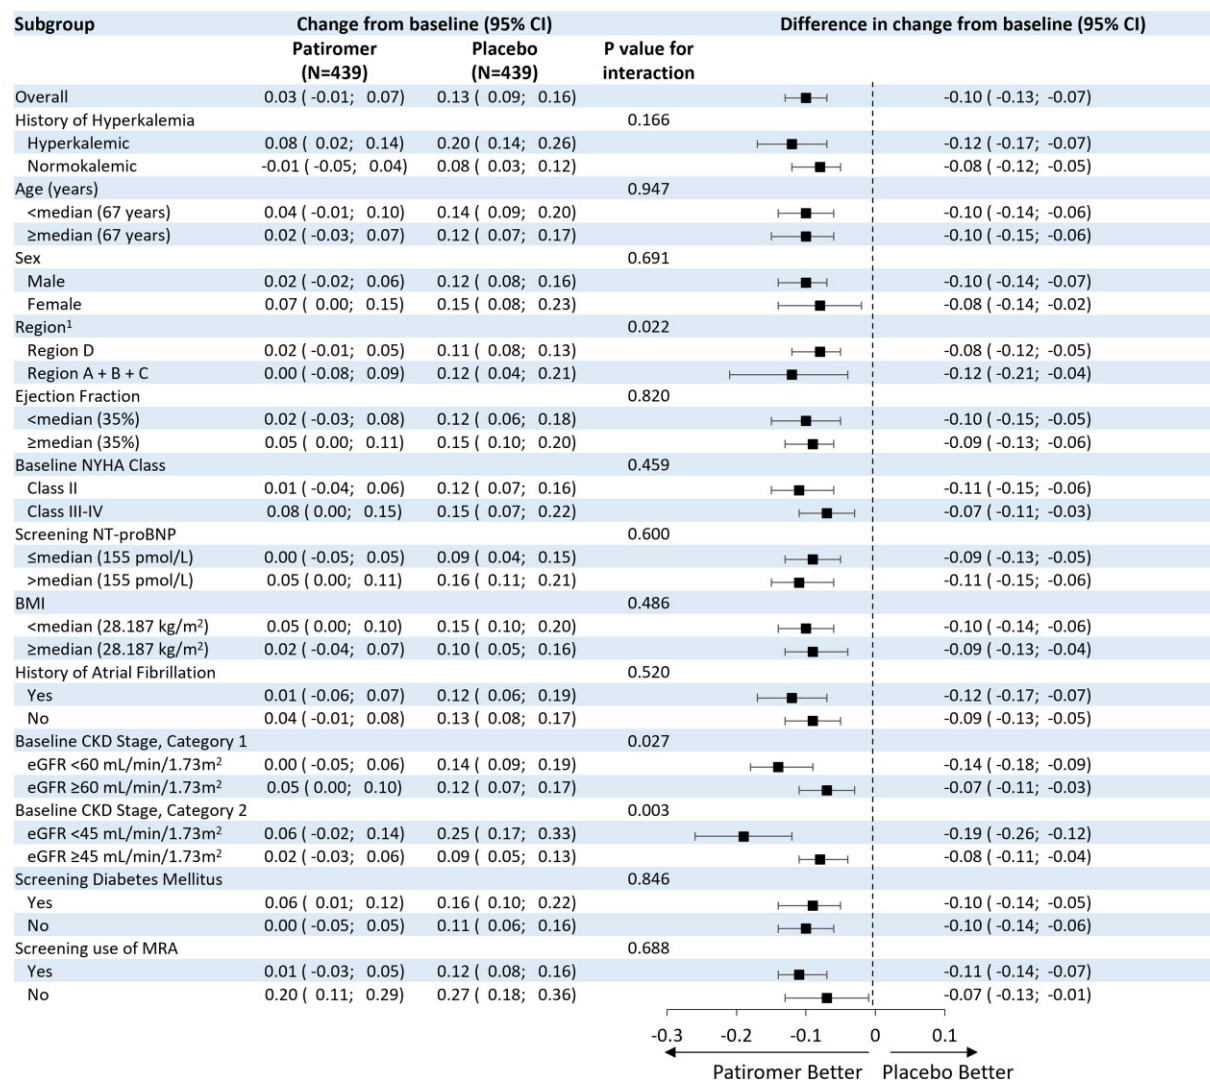 Subgroup Change from baseline (95% CI) Difference in change from baseline (95% CI)
Patiromer Placebo P value for
(N=439) (N=439) interaction
Overall 0.03 ( -0.01; 0.07) 0.13 ( 0.09; 0.16) -0.10 ( -0.13; -0.07)
History of Hyperkalemia 0.166
Hyperkalemic 0.08 ( 0.02; 0.14) 0.20 ( 0.14; 0.26) -0.12 ( -0.17; -0.07)
Normokalemic -0.01 ( -0.05; 0.04) 0.08 ( 0.03; 0.12) -0.08 ( -0.12; -0.05)
Age (years) 0.947
<median (67 years) 0.04 ( -0.01; 0.10) 0.14 ( 0.09; 0.20) -0.10 ( -0.14; -0.06)
≥median (67 years) 0.02 ( -0.03; 0.07) 0.12 ( 0.07; 0.17) -0.10 ( -0.15; -0.06)
Sex 0.691
Male 0.02 ( -0.02; 0.06) 0.12 ( 0.08; 0.16) -0.10 ( -0.14; -0.07)
Female 0.07 ( 0.00; 0.15) 0.15 ( 0.08; 0.23) -0.08 ( -0.14; -0.02)
Region¹ 0.022
Region D 0.02 ( -0.01; 0.05) 0.11 ( 0.08; 0.13) -0.08 ( -0.12; -0.05)
Region A + B + C 0.00 ( -0.08; 0.09) 0.12 ( 0.04; 0.21) -0.12 ( -0.21; -0.04)
Ejection Fraction 0.820
<median (35%) 0.02 ( -0.03; 0.08) 0.12 ( 0.06; 0.18) -0.10 ( -0.15; -0.05)
≥median (35%) 0.05 ( 0.00; 0.11) 0.15 ( 0.10; 0.20) -0.09 ( -0.13; -0.06)
Baseline NYHA Class 0.459
Class II 0.01 ( -0.04; 0.06) 0.12 ( 0.07; 0.16) -0.11 ( -0.15; -0.06)
Class III-IV 0.08 ( 0.00; 0.15) 0.15 ( 0.07; 0.22) -0.07 ( -0.11; -0.03)
Screening NT-proBNP 0.600
≤median (155 pmol/L) 0.00 ( -0.05; 0.05) 0.09 ( 0.04; 0.15) -0.09 ( -0.13; -0.05)
>median (155 pmol/L) 0.05 ( 0.00; 0.11) 0.16 ( 0.11; 0.21) -0.11 ( -0.15; -0.06)
BMI 0.486
<median (28.187 kg/m²) 0.05 ( 0.00; 0.10) 0.15 ( 0.10; 0.20) -0.10 ( -0.14; -0.06)
≥median (28.187 kg/m²) 0.02 ( -0.04; 0.07) 0.10 ( 0.05; 0.16) -0.09 ( -0.13; -0.04)
History of Atrial Fibrillation 0.520
Yes 0.01 ( -0.06; 0.07) 0.12 ( 0.06; 0.19) -0.12 ( -0.17; -0.07)
No 0.04 ( -0.01; 0.08) 0.13 ( 0.08; 0.17) -0.09 ( -0.13; -0.05)
Baseline CKD Stage, Category 1 0.027
eGFR <60 mL/min/1.73m² 0.00 ( -0.05; 0.06) 0.14 ( 0.09; 0.19) -0.14 ( -0.18; -0.09)
eGFR ≥60 mL/min/1.73m² 0.05 ( 0.00; 0.10) 0.12 ( 0.07; 0.17) -0.07 ( -0.11; -0.03)
Baseline CKD Stage, Category 2 0.003
eGFR <45 mL/min/1.73m² 0.06 ( -0.02; 0.14) 0.25 ( 0.17; 0.33) -0.19 ( -0.26; -0.12)
eGFR ≥45 mL/min/1.73m² 0.02 ( -0.03; 0.06) 0.09 ( 0.05; 0.13) -0.08 ( -0.11; -0.04)
Screening Diabetes Mellitus 0.846
Yes 0.06 ( 0.01; 0.12) 0.16 ( 0.10; 0.22) -0.10 ( -0.14; -0.05)
No 0.00 ( -0.05; 0.05) 0.11 ( 0.06; 0.16) -0.10 ( -0.14; -0.06)
Screening use of MRA 0.688
Yes 0.01 ( -0.03; 0.05) 0.12 ( 0.08; 0.16) -0.11 ( -0.14; -0.07)
No 0.20 ( 0.11; 0.29) 0.27 ( 0.18; 0.36) -0.07 ( -0.13; -0.01)
-0.3 -0.2 -0.1 0 0.1
Patiromer Better Placebo Better